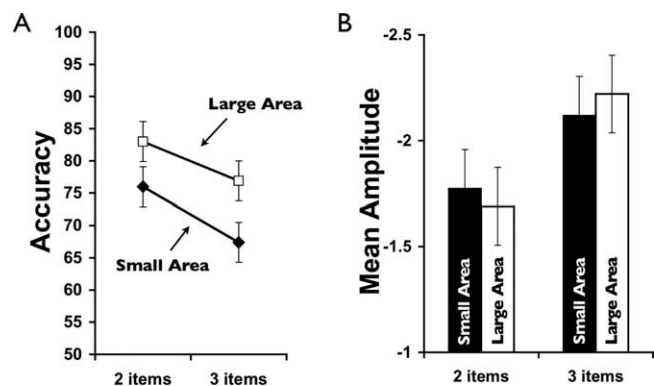 A
Accuracy
100
95
90
85
80
75
70
65
60
55
50
Large Area
Small Area
2 items
3 items
B
Mean Amplitude
-2.5
-2
-1.5
-1
Small Area
Large Area
Small Area
Large Area
2 items
3 items